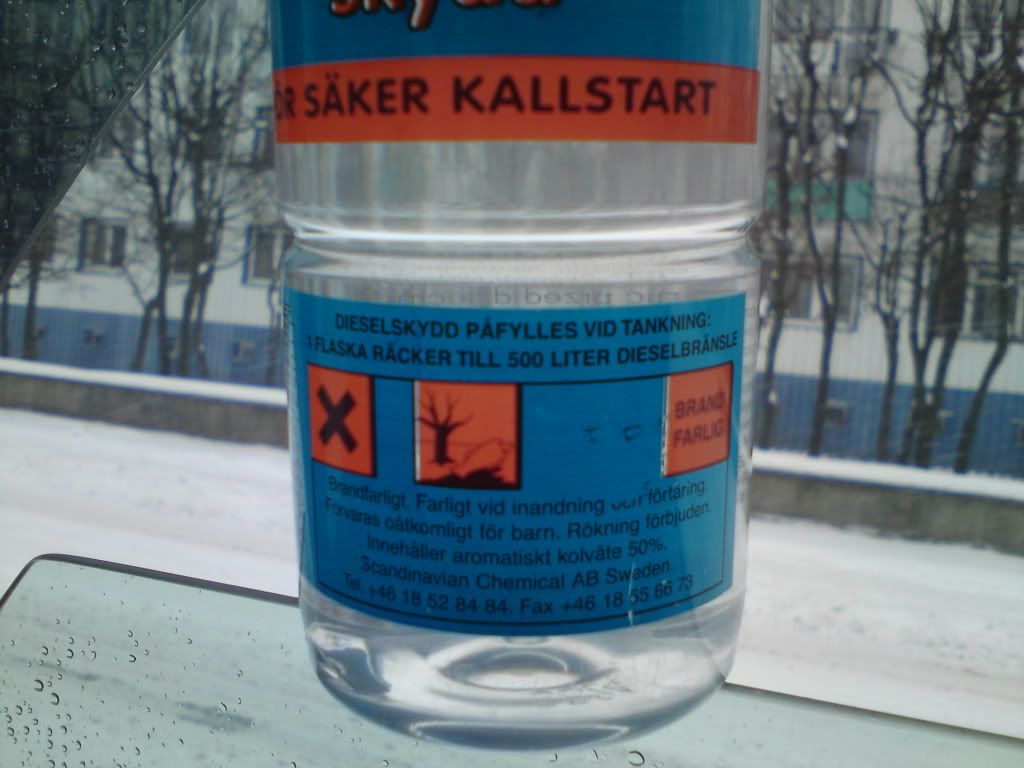 skydd
ÖR SÄKER KALLSTART
DIESELSKYDD PÅFYLLES VID TANKNING:
FLASKA RÄCKER TILL 500 LITER DIESELBRÄNSLE
BRAND
FARLIG
Brandfarligt. Farligt vid inandning och förtäring.
Förvaras oåtkomligt för barn. Rökning förbjuden.
Innehåller aromatiskt kolväte 50%.
Scandinavian Chemical AB Sweden.
Tel. +46 18 52 84 84. Fax +46 18 55 66 73